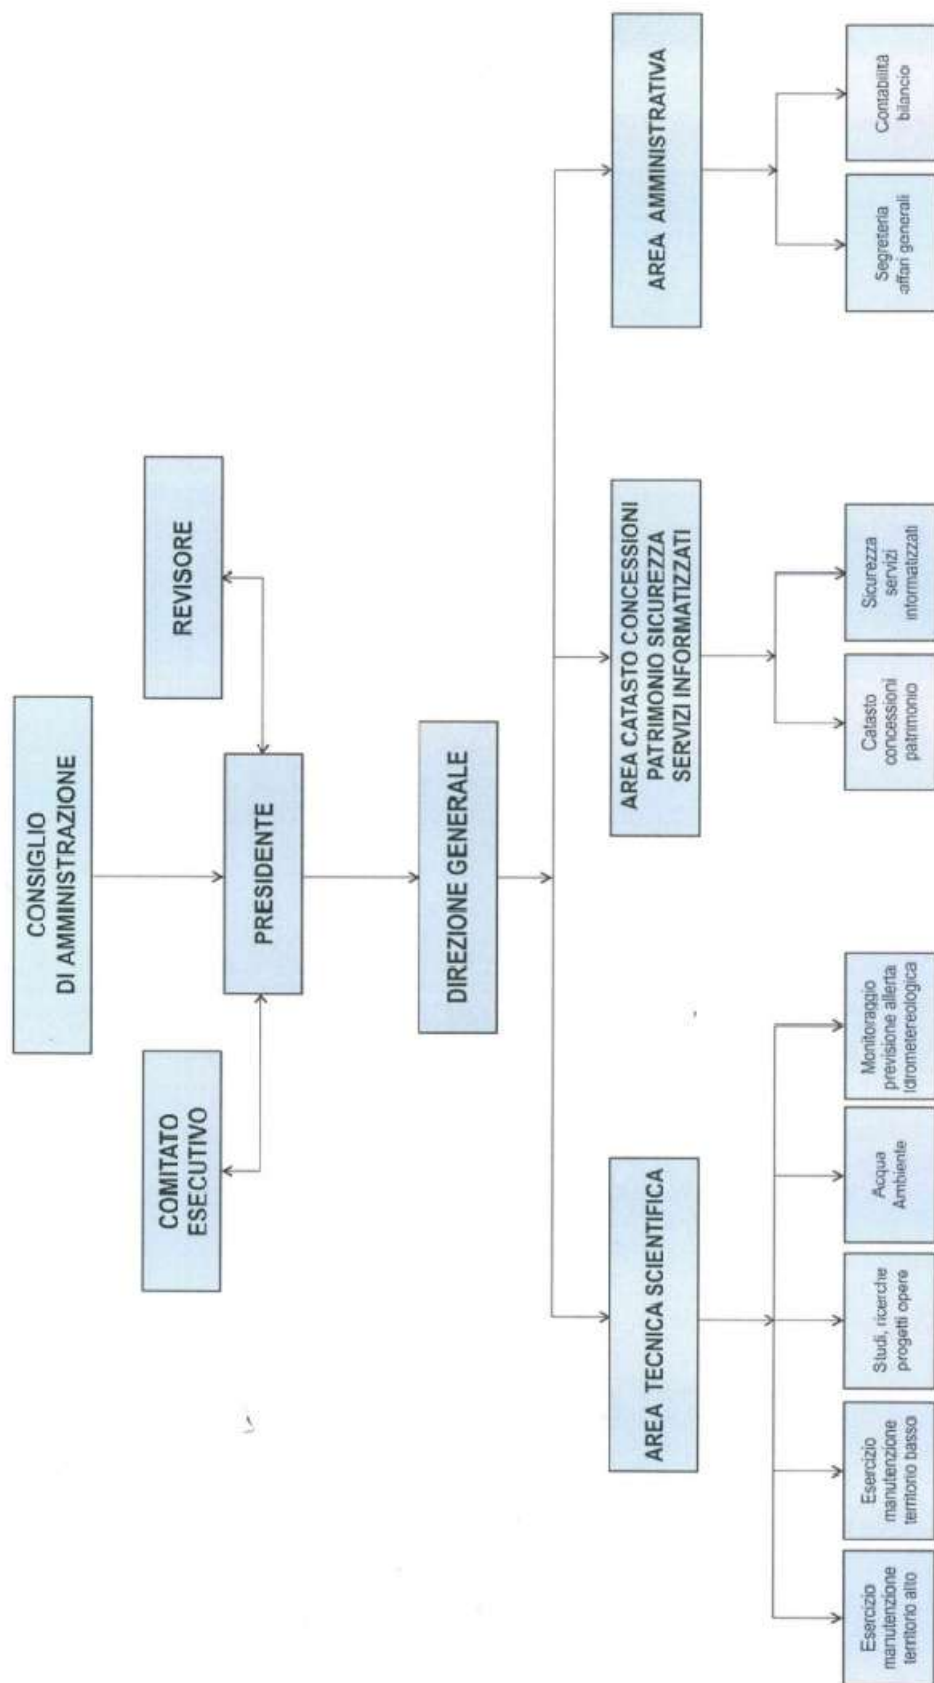 CONSIGLIO
DI AMMINISTRAZIONE
COMITATO
ESECUTIVO
REVISORE
PRESIDENTE
DIREZIONE GENERALE
AREA TECNICA SCIENTIFICA
AREA CATASTO CONCESSIONI
PATRIMONIO SICUREZZA
SERVIZI INFORMATIZZATI
AREA AMMINISTRATIVA
Esercizio
manutenzione
territorio alto
Esercizio
manutenzione
territorio basso
Studi, ricerche
progetti opere
Acqua
Ambiente
Monitoraggio
previsione allerta
Idrometereologica
Catasto
concessioni
patrimonio
Sicurezza
servizi
informatizzati
Segreteria
affari generali
Contabilità
bilancio